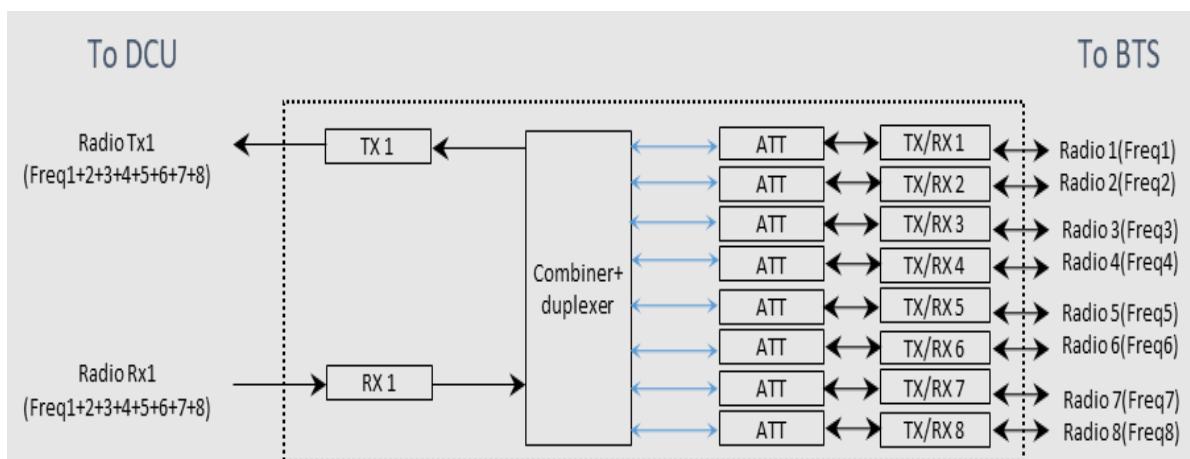 To DCU
To BTS
Radio Tx1
(Freq1+2+3+4+5+6+7+8)
TX 1
ATT
TX/RX 1
Radio 1(Freq1)
ATT
TX/RX 2
Radio 2(Freq2)
ATT
TX/RX 3
Radio 3(Freq3)
Combiner+
duplexer
ATT
TX/RX 4
Radio 4(Freq4)
ATT
TX/RX 5
Radio 5(Freq5)
ATT
TX/RX 6
Radio 6(Freq6)
Radio Rx1
(Freq1+2+3+4+5+6+7+8)
RX 1
ATT
TX/RX 7
Radio 7(Freq7)
ATT
TX/RX 8
Radio 8(Freq8)